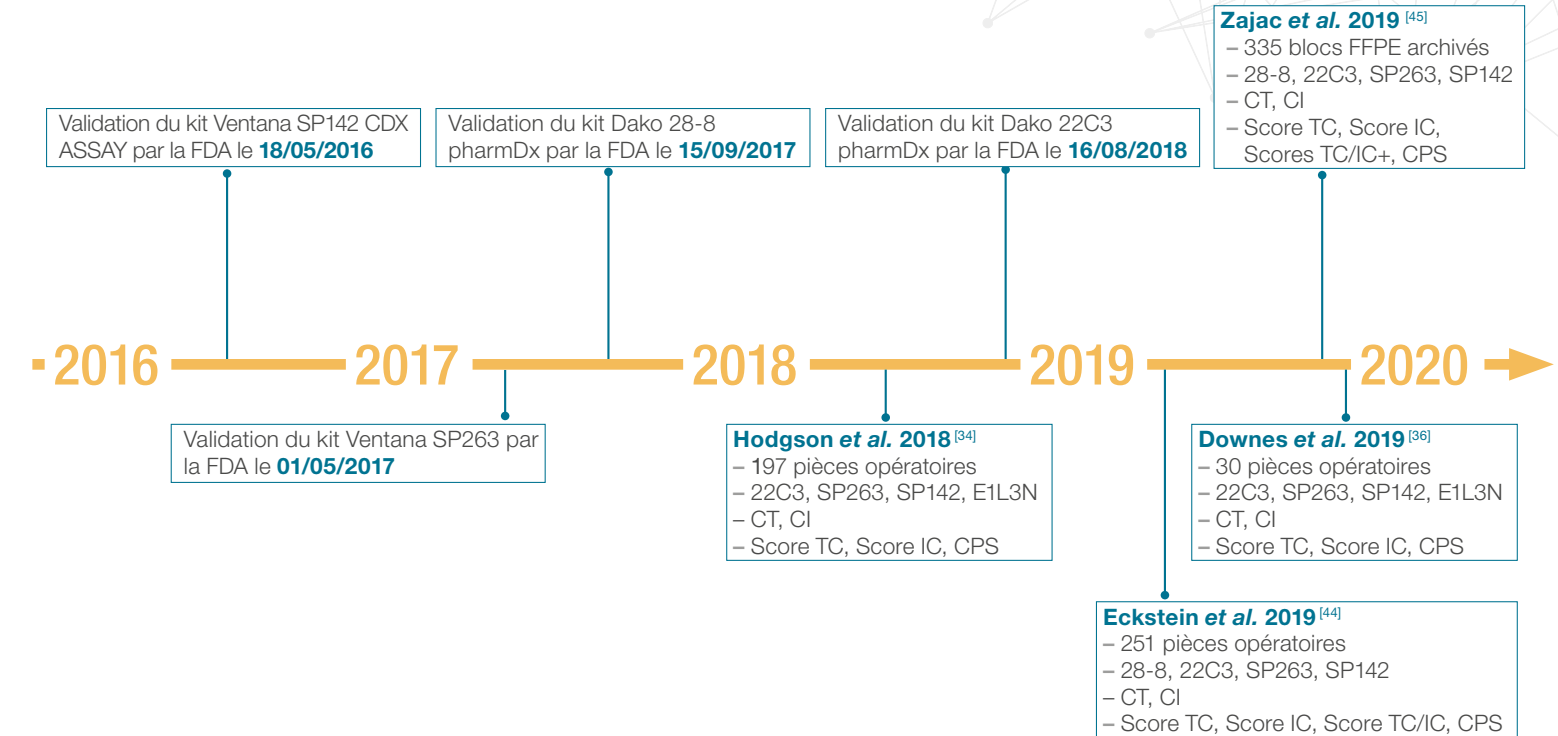 Zajac et al. 2019 [45]
– 335 blocs FFPE archivés
– 28-8, 22C3, SP263, SP142
– CT, CI
– Score TC, Score IC,
Scores TC/IC+, CPS
Validation du kit Ventana SP142 CDX
ASSAY par la FDA le 18/05/2016
Validation du kit Dako 28-8
pharmDx par la FDA le 15/09/2017
Validation du kit Dako 22C3
pharmDx par la FDA le 16/08/2018
2016 2017 2018 2019 2020
Validation du kit Ventana SP263 par
la FDA le 01/05/2017
Hodgson et al. 2018 [34]
– 197 pièces opératoires
– 22C3, SP263, SP142, E1L3N
– CT, CI
– Score TC, Score IC, CPS
Downes et al. 2019 [36]
– 30 pièces opératoires
– 22C3, SP263, SP142, E1L3N
– CT, CI
– Score TC, Score IC, CPS
Eckstein et al. 2019 [44]
– 251 pièces opératoires
– 28-8, 22C3, SP263, SP142
– CT, CI
– Score TC, Score IC, Score TC/IC, CPS